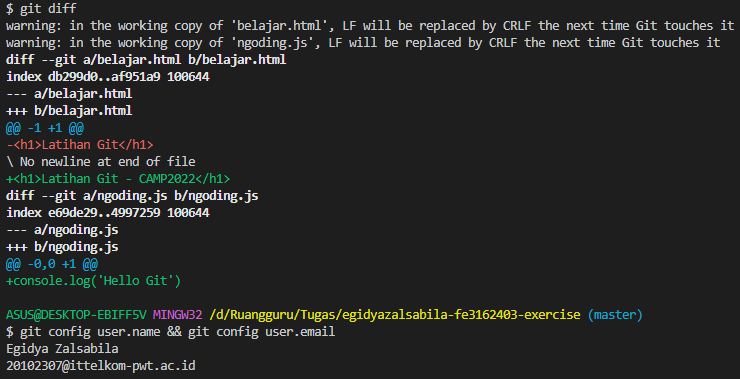 $ git diff
warning: in the working copy of 'belajar.html', LF will be replaced by CRLF the next time Git touches it
warning: in the working copy of 'ngoding.js', LF will be replaced by CRLF the next time Git touches it
diff --git a/belajar.html b/belajar.html
index db299d0..af951a9 100644
--- a/belajar.html
+++ b/belajar.html
@@ -1 +1 @@
-<h1>Latihan Git</h1>
\ No newline at end of file
+<h1>Latihan Git - CAMP2022</h1>
diff --git a/ngoding.js b/ngoding.js
index e69de29..4997259 100644
--- a/ngoding.js
+++ b/ngoding.js
@@ -0,0 +1 @@
+console.log('Hello Git')
ASUS@DESKTOP-EBIFF5V MINGW32 /d/Ruangguru/Tugas/egidyazalsabila-fe3162403-exercise (master)
$ git config user.name && git config user.email
Egidya Zalsabila
20102307@ittelkom-pwt.ac.id